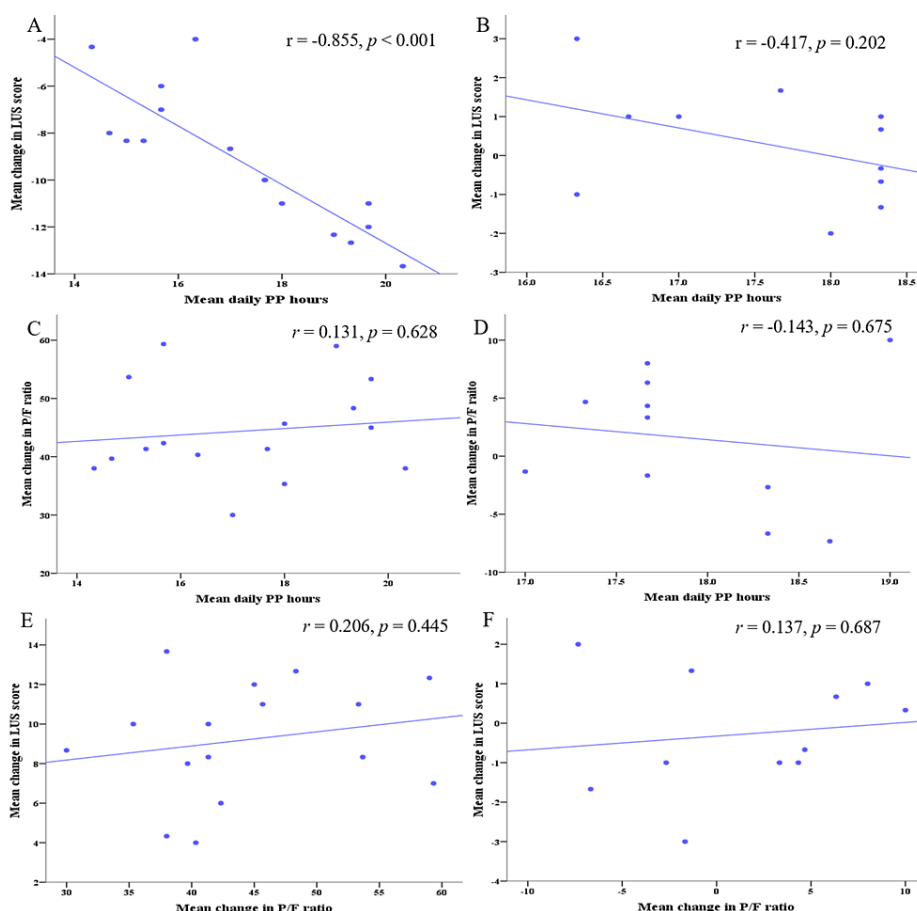 A
r = -0.855, p < 0.001
Mean change in LUS score
-4
-6
-8
-10
-12
-14
14
16
18
20
Mean daily PP hours
B
r = -0.417, p = 0.202
Mean change in LUS score
3
2
1
0
-1
-2
-3
16.0
16.5
17.0
17.5
18.0
18.5
Mean daily PP hours
C
r = 0.131, p = 0.628
Mean change in P/F ratio
60
50
40
30
20
14
16
18
20
Mean daily PP hours
D
r = -0.143, p = 0.675
Mean change in P/F raito
10
5
0
-5
-10
17.0
17.5
18.0
18.5
19.0
Mean daily PP hours
E
r = 0.206, p = 0.445
Mean change in LUS score
14
12
10
8
6
4
2
30
35
40
45
50
55
60
Mean change in P/F ratio
F
r = 0.137, p = 0.687
Mean change in LUS score
2
1
0
-1
-2
-3
-4
-10
-5
0
5
10
Mean change in P/F ratio